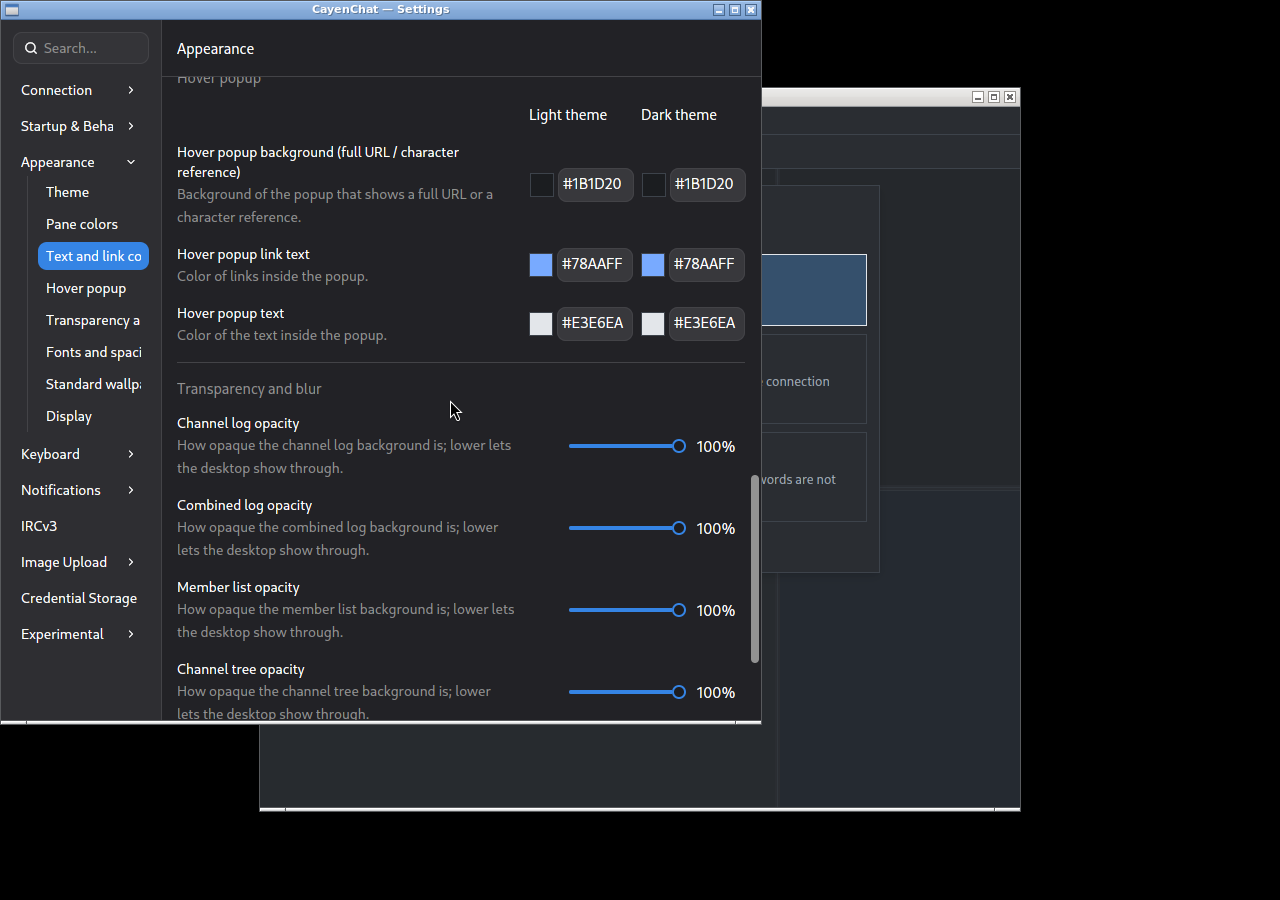 CayenChat — Settings
Search...
Appearance
Connection
Startup & Beha
Appearance
Theme
Pane colors
Text and link co
Hover popup
Transparency a
Fonts and spaci
Standard wallpa
Display
Keyboard
Notifications
IRCv3
Image Upload
Credential Storage
Experimental
Hover popup
Light theme Dark theme
Hover popup background (full URL / character
reference)
Background of the popup that shows a full URL or a
character reference.
#1B1D20 #1B1D20
Hover popup link text
Color of links inside the popup.
#78AAFF #78AAFF
Hover popup text
Color of the text inside the popup.
#E3E6EA #E3E6EA
Transparency and blur
Channel log opacity
How opaque the channel log background is; lower lets
the desktop show through.
100%
Combined log opacity
How opaque the combined log background is; lower
lets the desktop show through.
100%
Member list opacity
How opaque the member list background is; lower lets
the desktop show through.
100%
Channel tree opacity
How opaque the channel tree background is; lower
lets the desktop show through.
100%
connection
words are not